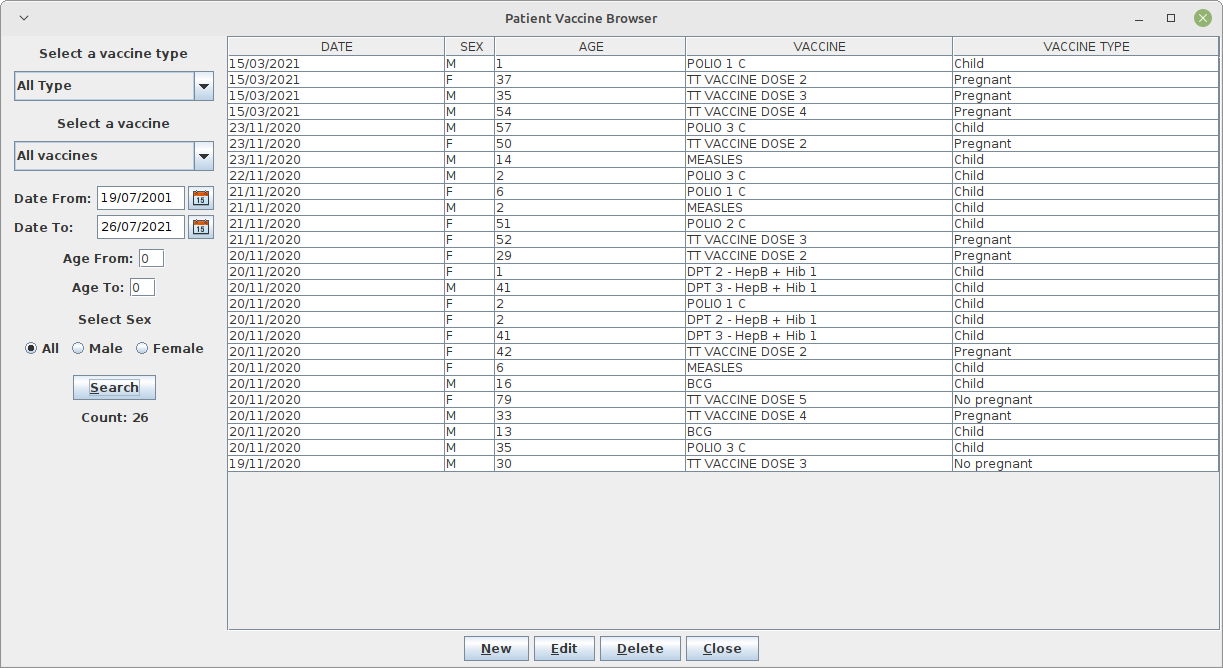 Patient Vaccine Browser
Select a vaccine type
All Type
Select a vaccine
All vaccines
Date From: 19/07/2001 15
Date To: 26/07/2021 15
Age From: 0
Age To: 0
Select Sex
All Male Female
Search
Count: 26
DATE SEX AGE VACCINE VACCINE TYPE
15/03/2021 M 1 POLIO 1 C Child
15/03/2021 F 37 TT VACCINE DOSE 2 Pregnant
15/03/2021 M 35 TT VACCINE DOSE 3 Pregnant
15/03/2021 M 54 TT VACCINE DOSE 4 Pregnant
23/11/2020 M 57 POLIO 3 C Child
23/11/2020 F 50 TT VACCINE DOSE 2 Pregnant
23/11/2020 M 14 MEASLES Child
22/11/2020 M 2 POLIO 3 C Child
21/11/2020 F 6 POLIO 1 C Child
21/11/2020 M 2 MEASLES Child
21/11/2020 F 51 POLIO 2 C Child
21/11/2020 F 52 TT VACCINE DOSE 3 Pregnant
20/11/2020 F 29 TT VACCINE DOSE 2 Pregnant
20/11/2020 F 1 DPT 2 - HepB + Hib 1 Child
20/11/2020 M 41 DPT 3 - HepB + Hib 1 Child
20/11/2020 F 2 POLIO 1 C Child
20/11/2020 F 2 DPT 2 - HepB + Hib 1 Child
20/11/2020 F 41 DPT 3 - HepB + Hib 1 Child
20/11/2020 F 42 TT VACCINE DOSE 2 Pregnant
20/11/2020 F 6 MEASLES Child
20/11/2020 M 16 BCG Child
20/11/2020 F 79 TT VACCINE DOSE 5 No pregnant
20/11/2020 M 33 TT VACCINE DOSE 4 Pregnant
20/11/2020 M 13 BCG Child
20/11/2020 M 35 POLIO 3 C Child
19/11/2020 M 30 TT VACCINE DOSE 3 No pregnant
New Edit Delete Close